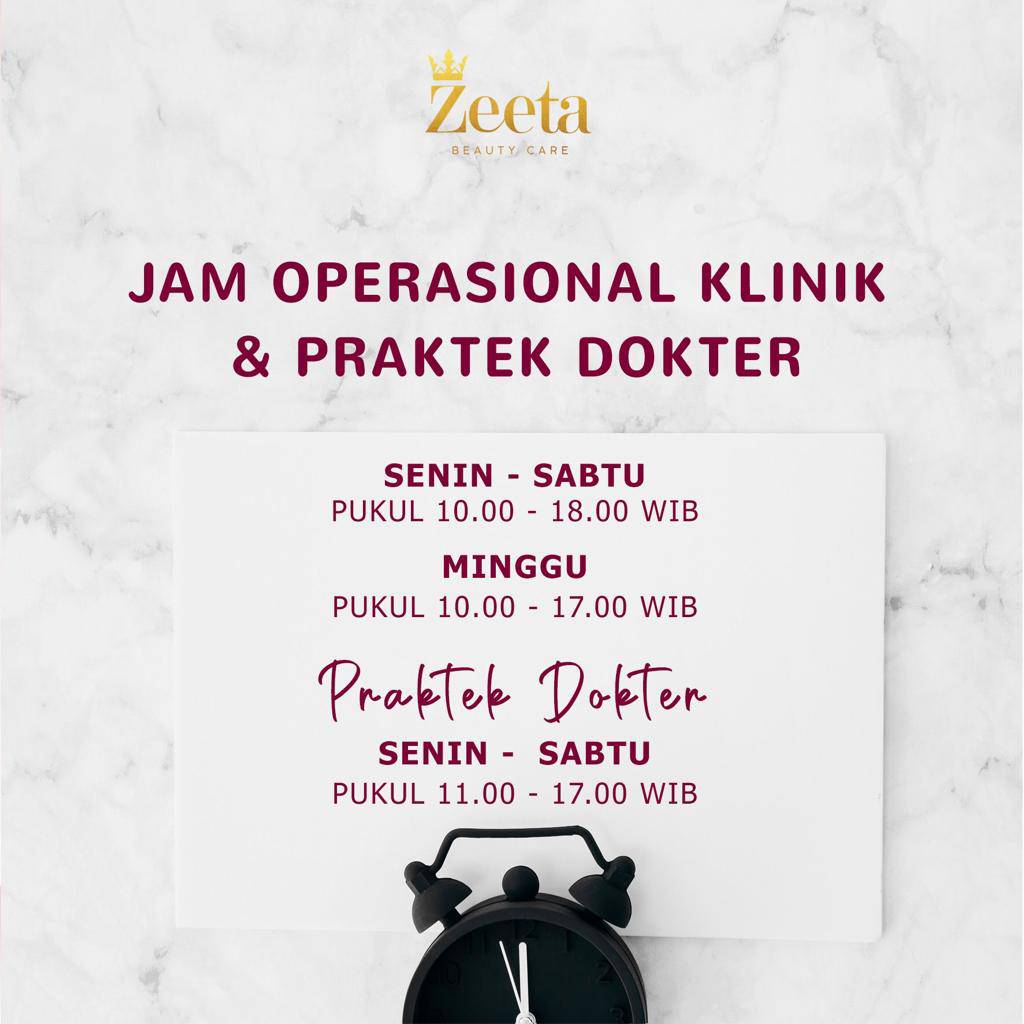 Zeeta
BEAUTY CARE
JAM OPERASIONAL KLINIK
& PRAKTEK DOKTER
SENIN - SABTU
PUKUL 10.00 - 18.00 WIB
MINGGU
PUKUL 10.00 - 17.00 WIB
Praktek Dokter
SENIN - SABTU
PUKUL 11.00 - 17.00 WIB